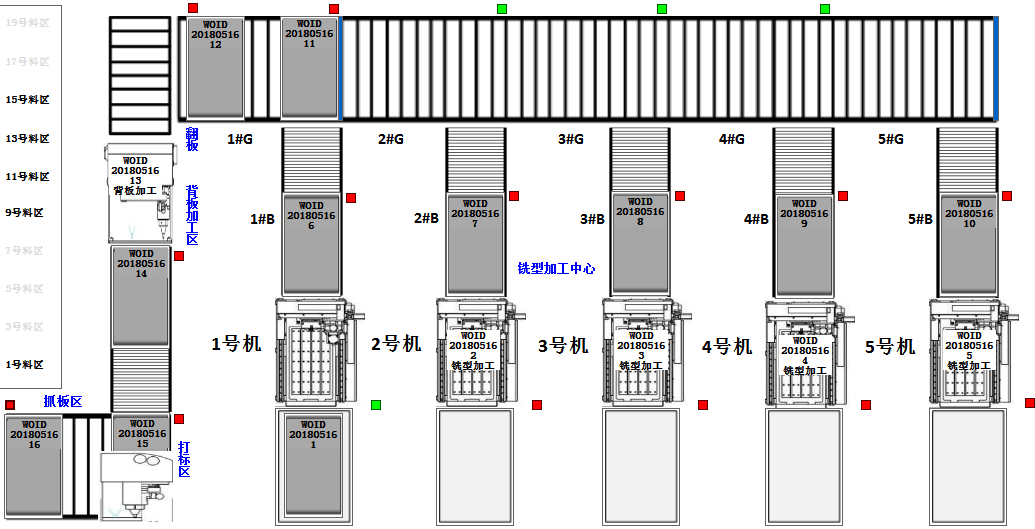 19号料区
17号料区
15号料区
13号料区
11号料区
9号料区
7号料区
5号料区
3号料区
1号料区
抓板区
WOID
20180516
16
WOID
20180516
15
打标区
WOID
20180516
14
WOID
20180516
13
背板加工
背板加工区
翻板
WOID
20180516
12
WOID
20180516
11
1#G
2#G
3#G
4#G
5#G
1#B
WOID
20180516
6
2#B
WOID
20180516
7
3#B
WOID
20180516
8
4#B
WOID
20180516
9
5#B
WOID
20180516
10
铣型加工中心
1号机
2号机
WOID
20180516
2
铣型加工
3号机
WOID
20180516
3
铣型加工
4号机
WOID
20180516
4
铣型加工
5号机
WOID
20180516
5
铣型加工
WOID
20180516
1